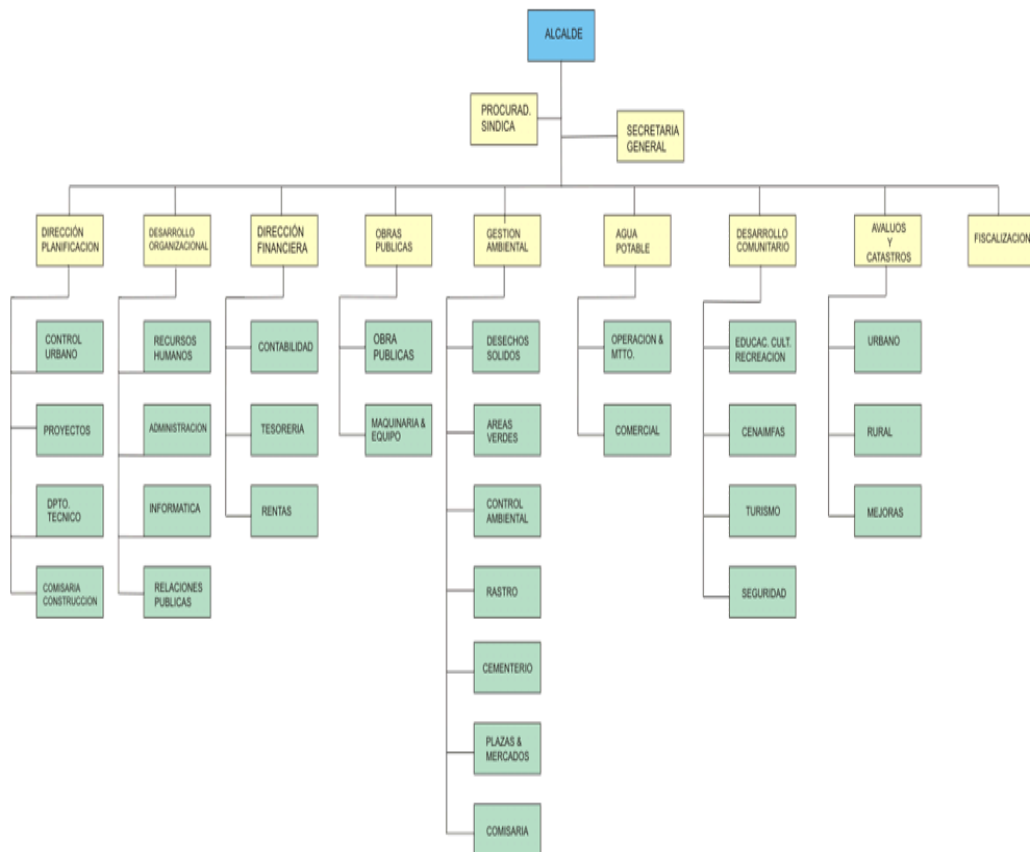 ALCALDE
PROCURAD.
SINDICA
SECRETARIA
GENERAL
DIRECCIÓN
PLANIFICACION
DESARROLLO
ORGANIZACIONAL
DIRECCIÓN
FINANCIERA
OBRAS
PUBLICAS
GESTION
AMBIENTAL
AGUA
POTABLE
DESARROLLO
COMUNITARIO
AVALUOS
Y
CATASTROS
FISCALIZACION
CONTROL
URBANO
RECURSOS
HUMANOS
CONTABILIDAD
OBRA
PUBLICAS
DESECHOS
SOLIDOS
OPERACION &
MTTO.
EDUCAC. CULT.
RECREACIÓN
URBANO
PROYECTOS
ADMINISTRACION
TESORERIA
MAQUINARIA &
EQUIPO
AREAS
VERDES
COMERCIAL
CENAIMFAS
RURAL
DPTO.
TECNICO
INFORMATICA
RENTAS
CONTROL
AMBIENTAL
TURISMO
MEJORAS
COMISARIA
CONSTRUCCION
RELACIONES
PUBLICAS
RASTRO
SEGURIDAD
CEMENTERIO
PLAZAS &
MERCADOS
COMISARIA